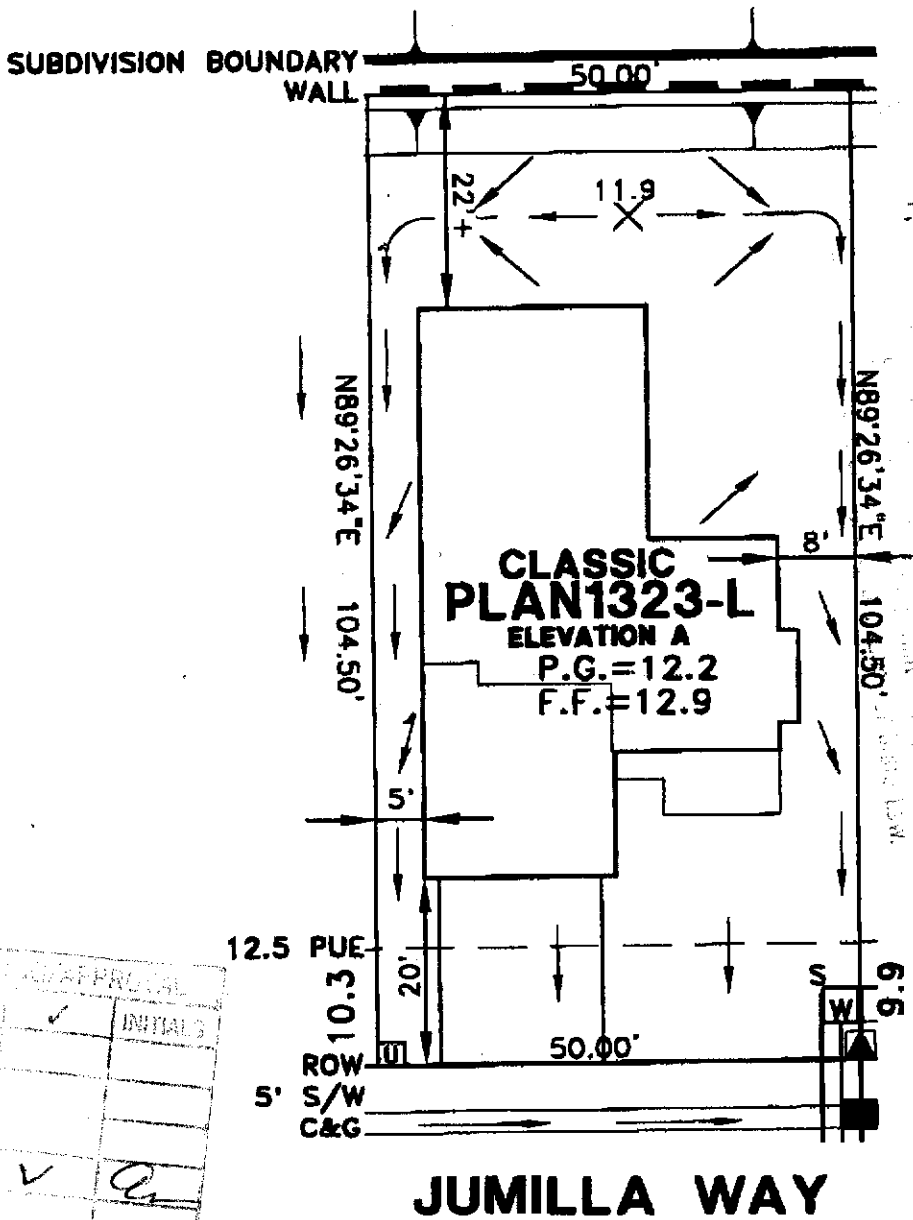 SUBDIVISION BOUNDARY
WALL
50.00'
22'+
11.9
N89°26'34"E 104.50'
N89°26'34"E 104.50'
8'
CLASSIC
PLAN1323-L
ELEVATION A
P.G.=12.2
F.F.=12.9
5'
12.5 PUE
20'
10.3
S
W
9.9
U
50.00'
ROW
5' S/W
C&G
INITIALS
JUMILLA WAY